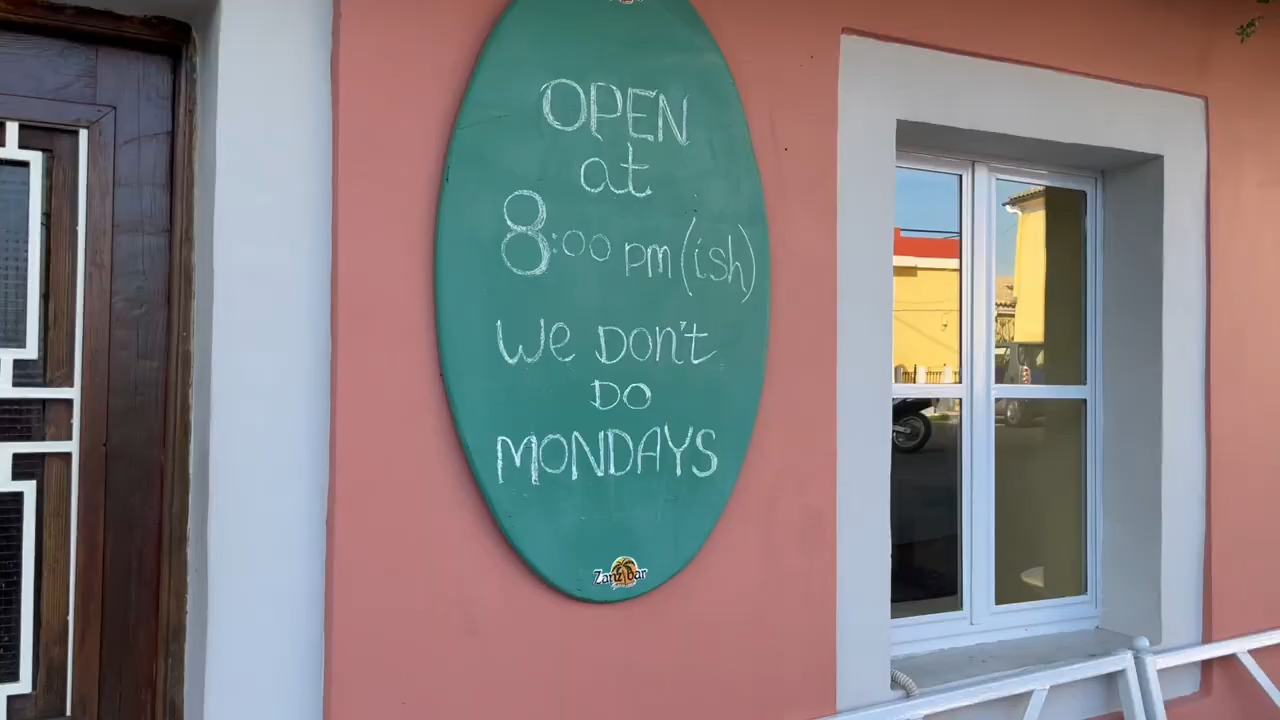 OPEN
at
8:00 pm (ish)
We DON't
DO
MONDAYS
Zanzibar